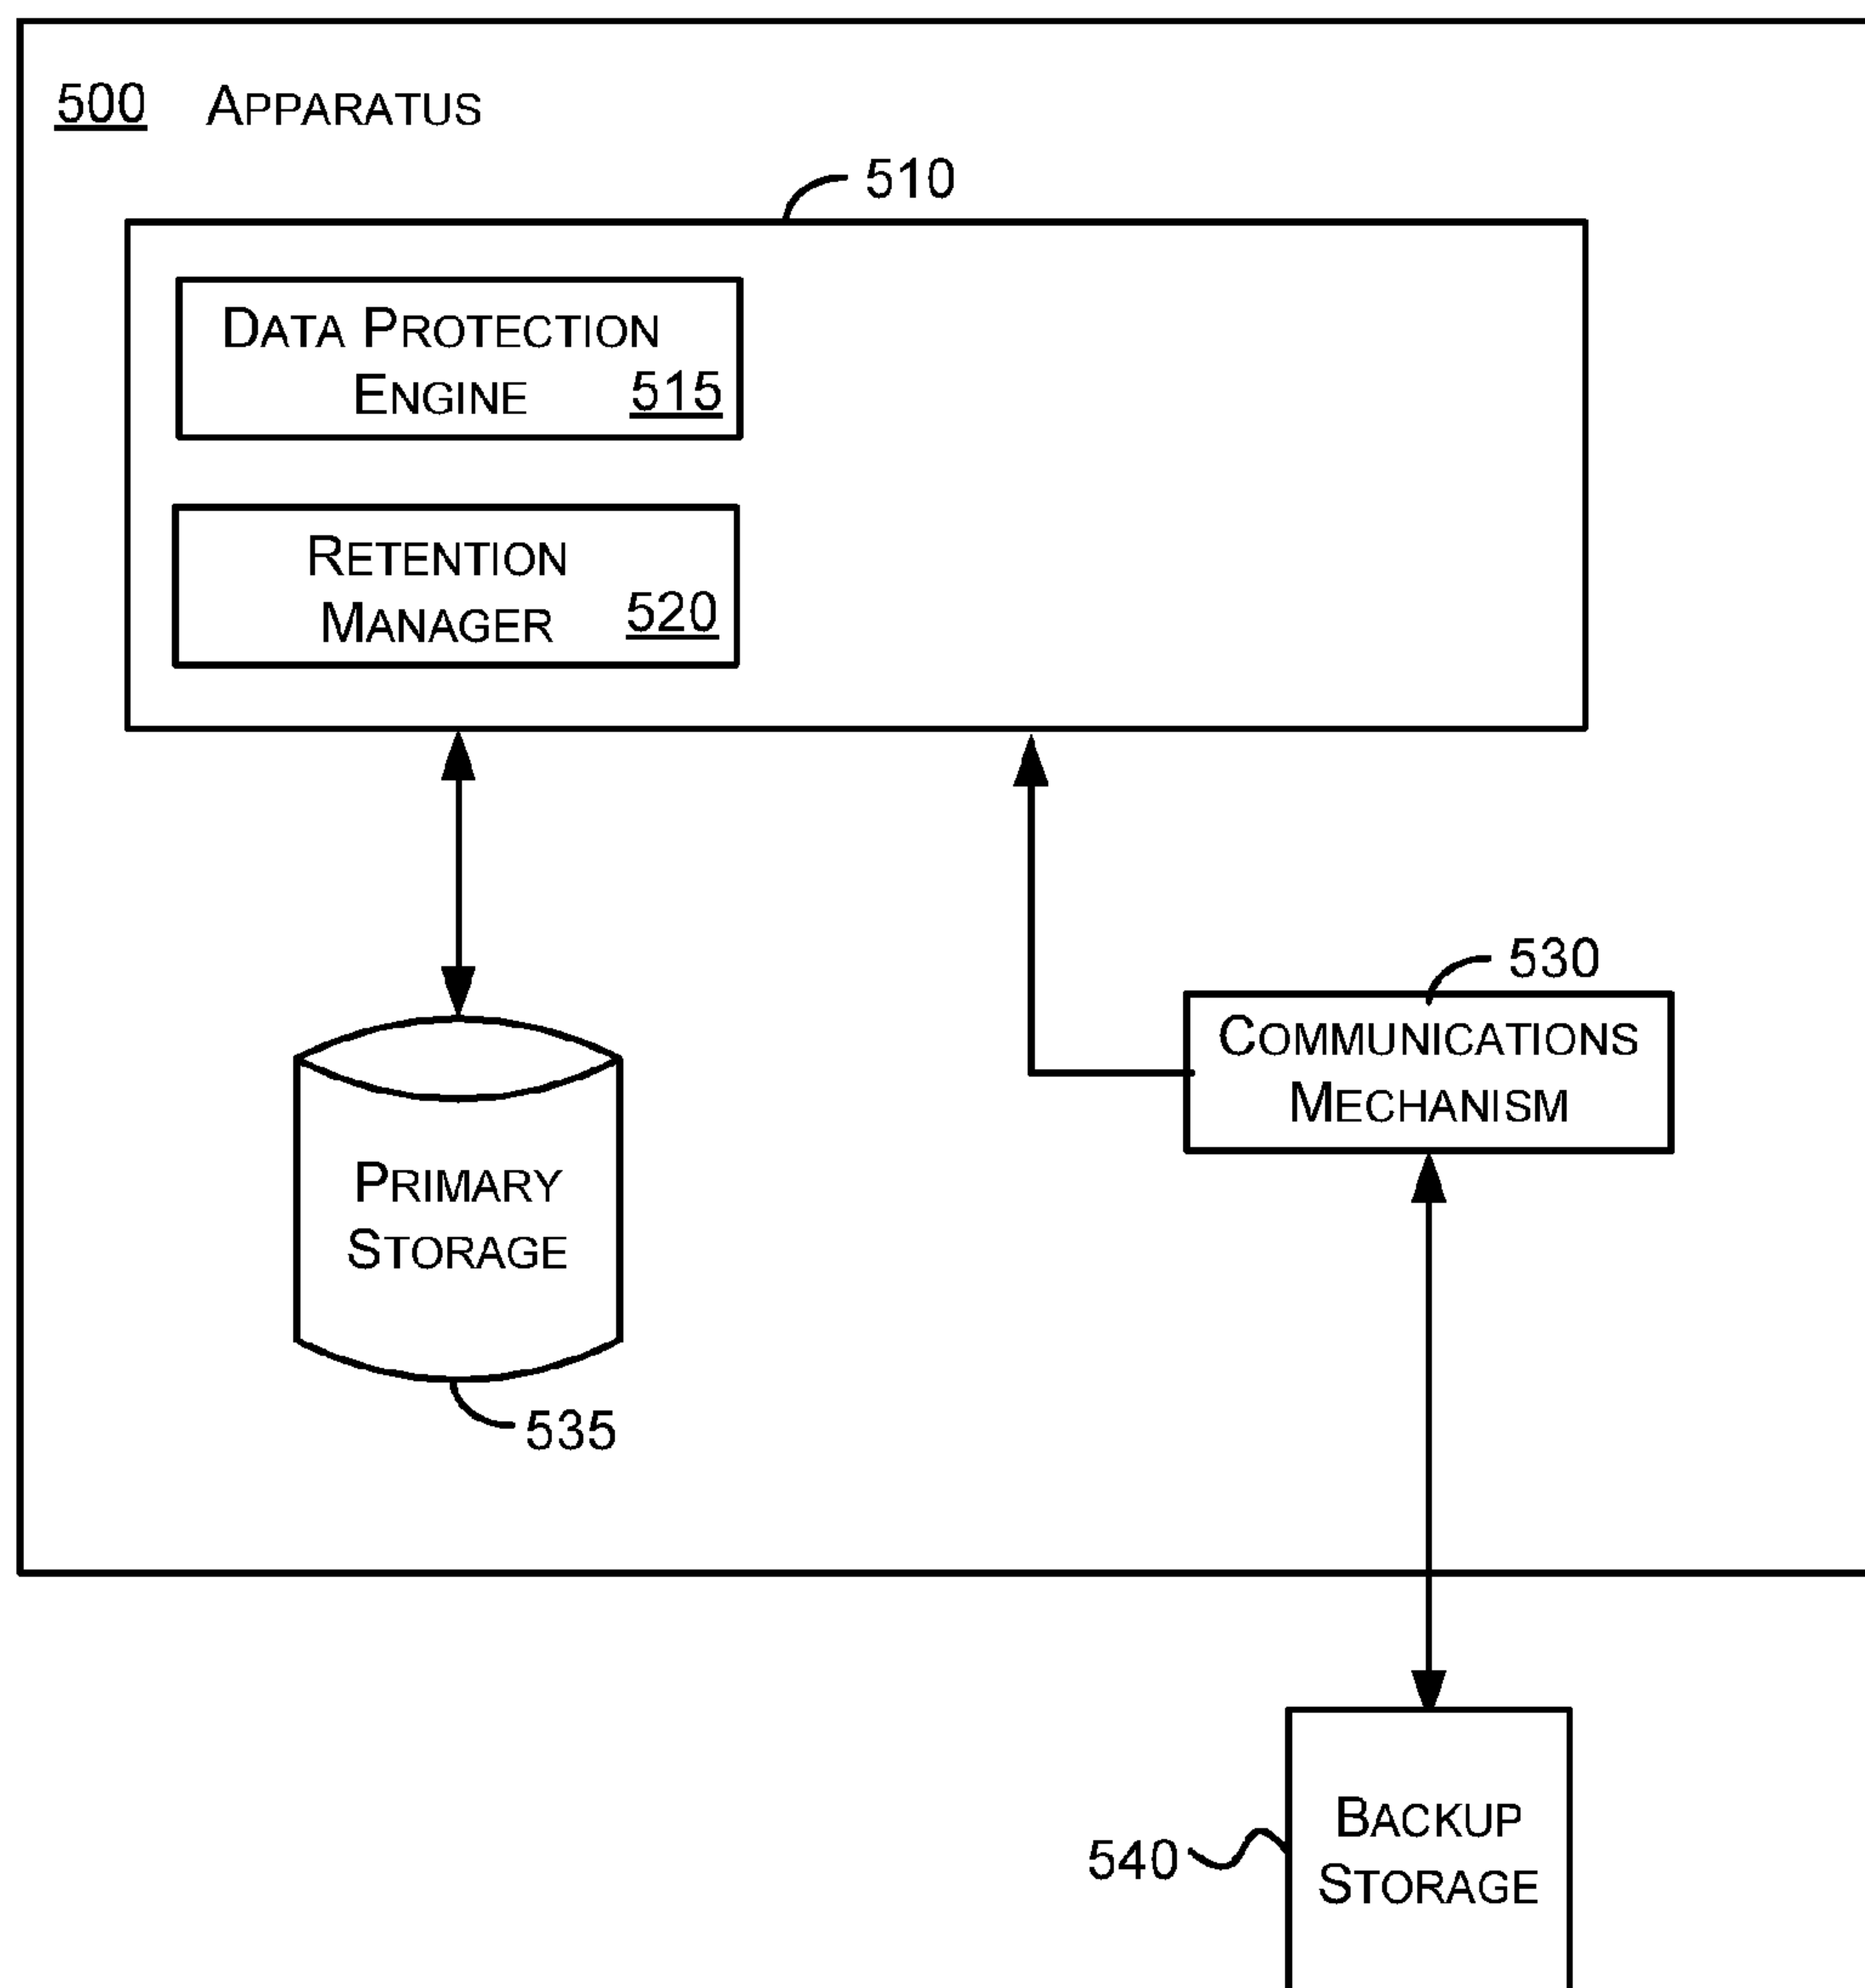 500 APPARATUS
510
DATA PROTECTION
ENGINE 515
RETENTION
MANAGER 520
530
COMMUNICATIONS
MECHANISM
PRIMARY
STORAGE
535
BACKUP
STORAGE
540